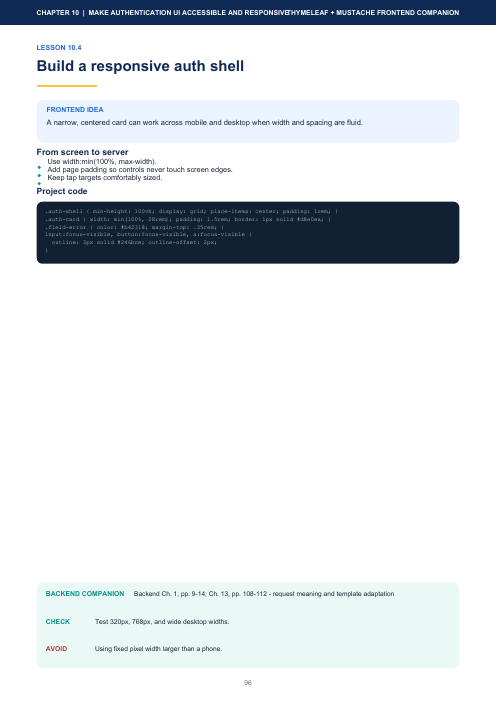 CHAPTER 10 | MAKE AUTHENTICATION UI ACCESSIBLE AND RESPONSIVE THYMELEAF + MUSTACHE FRONTEND COMPANION
LESSON 10.4
Build a responsive auth shell
FRONTEND IDEA
A narrow, centered card can work across mobile and desktop when width and spacing are fluid.
From screen to server
Use width:min(100%, max-width).
Add page padding so controls never touch screen edges.
Keep tap targets comfortably sized.
Project code
.auth-shell { min-height: 100vh; display: grid; place-items: center; padding: 1rem; }
.auth-card { width: min(100%, 28rem); padding: 1.5rem; border: 1px solid #d8e0ea; }
.field-error { color: #b42318; margin-top: .35rem; }
input:focus-visible, button:focus-visible, a:focus-visible {
outline: 3px solid #246bce; outline-offset: 2px;
}
BACKEND COMPANION Backend Ch. 1, pp. 9-14; Ch. 13, pp. 108-112 - request meaning and template adaptation
CHECK Test 320px, 768px, and wide desktop widths.
AVOID Using fixed pixel width larger than a phone.
96